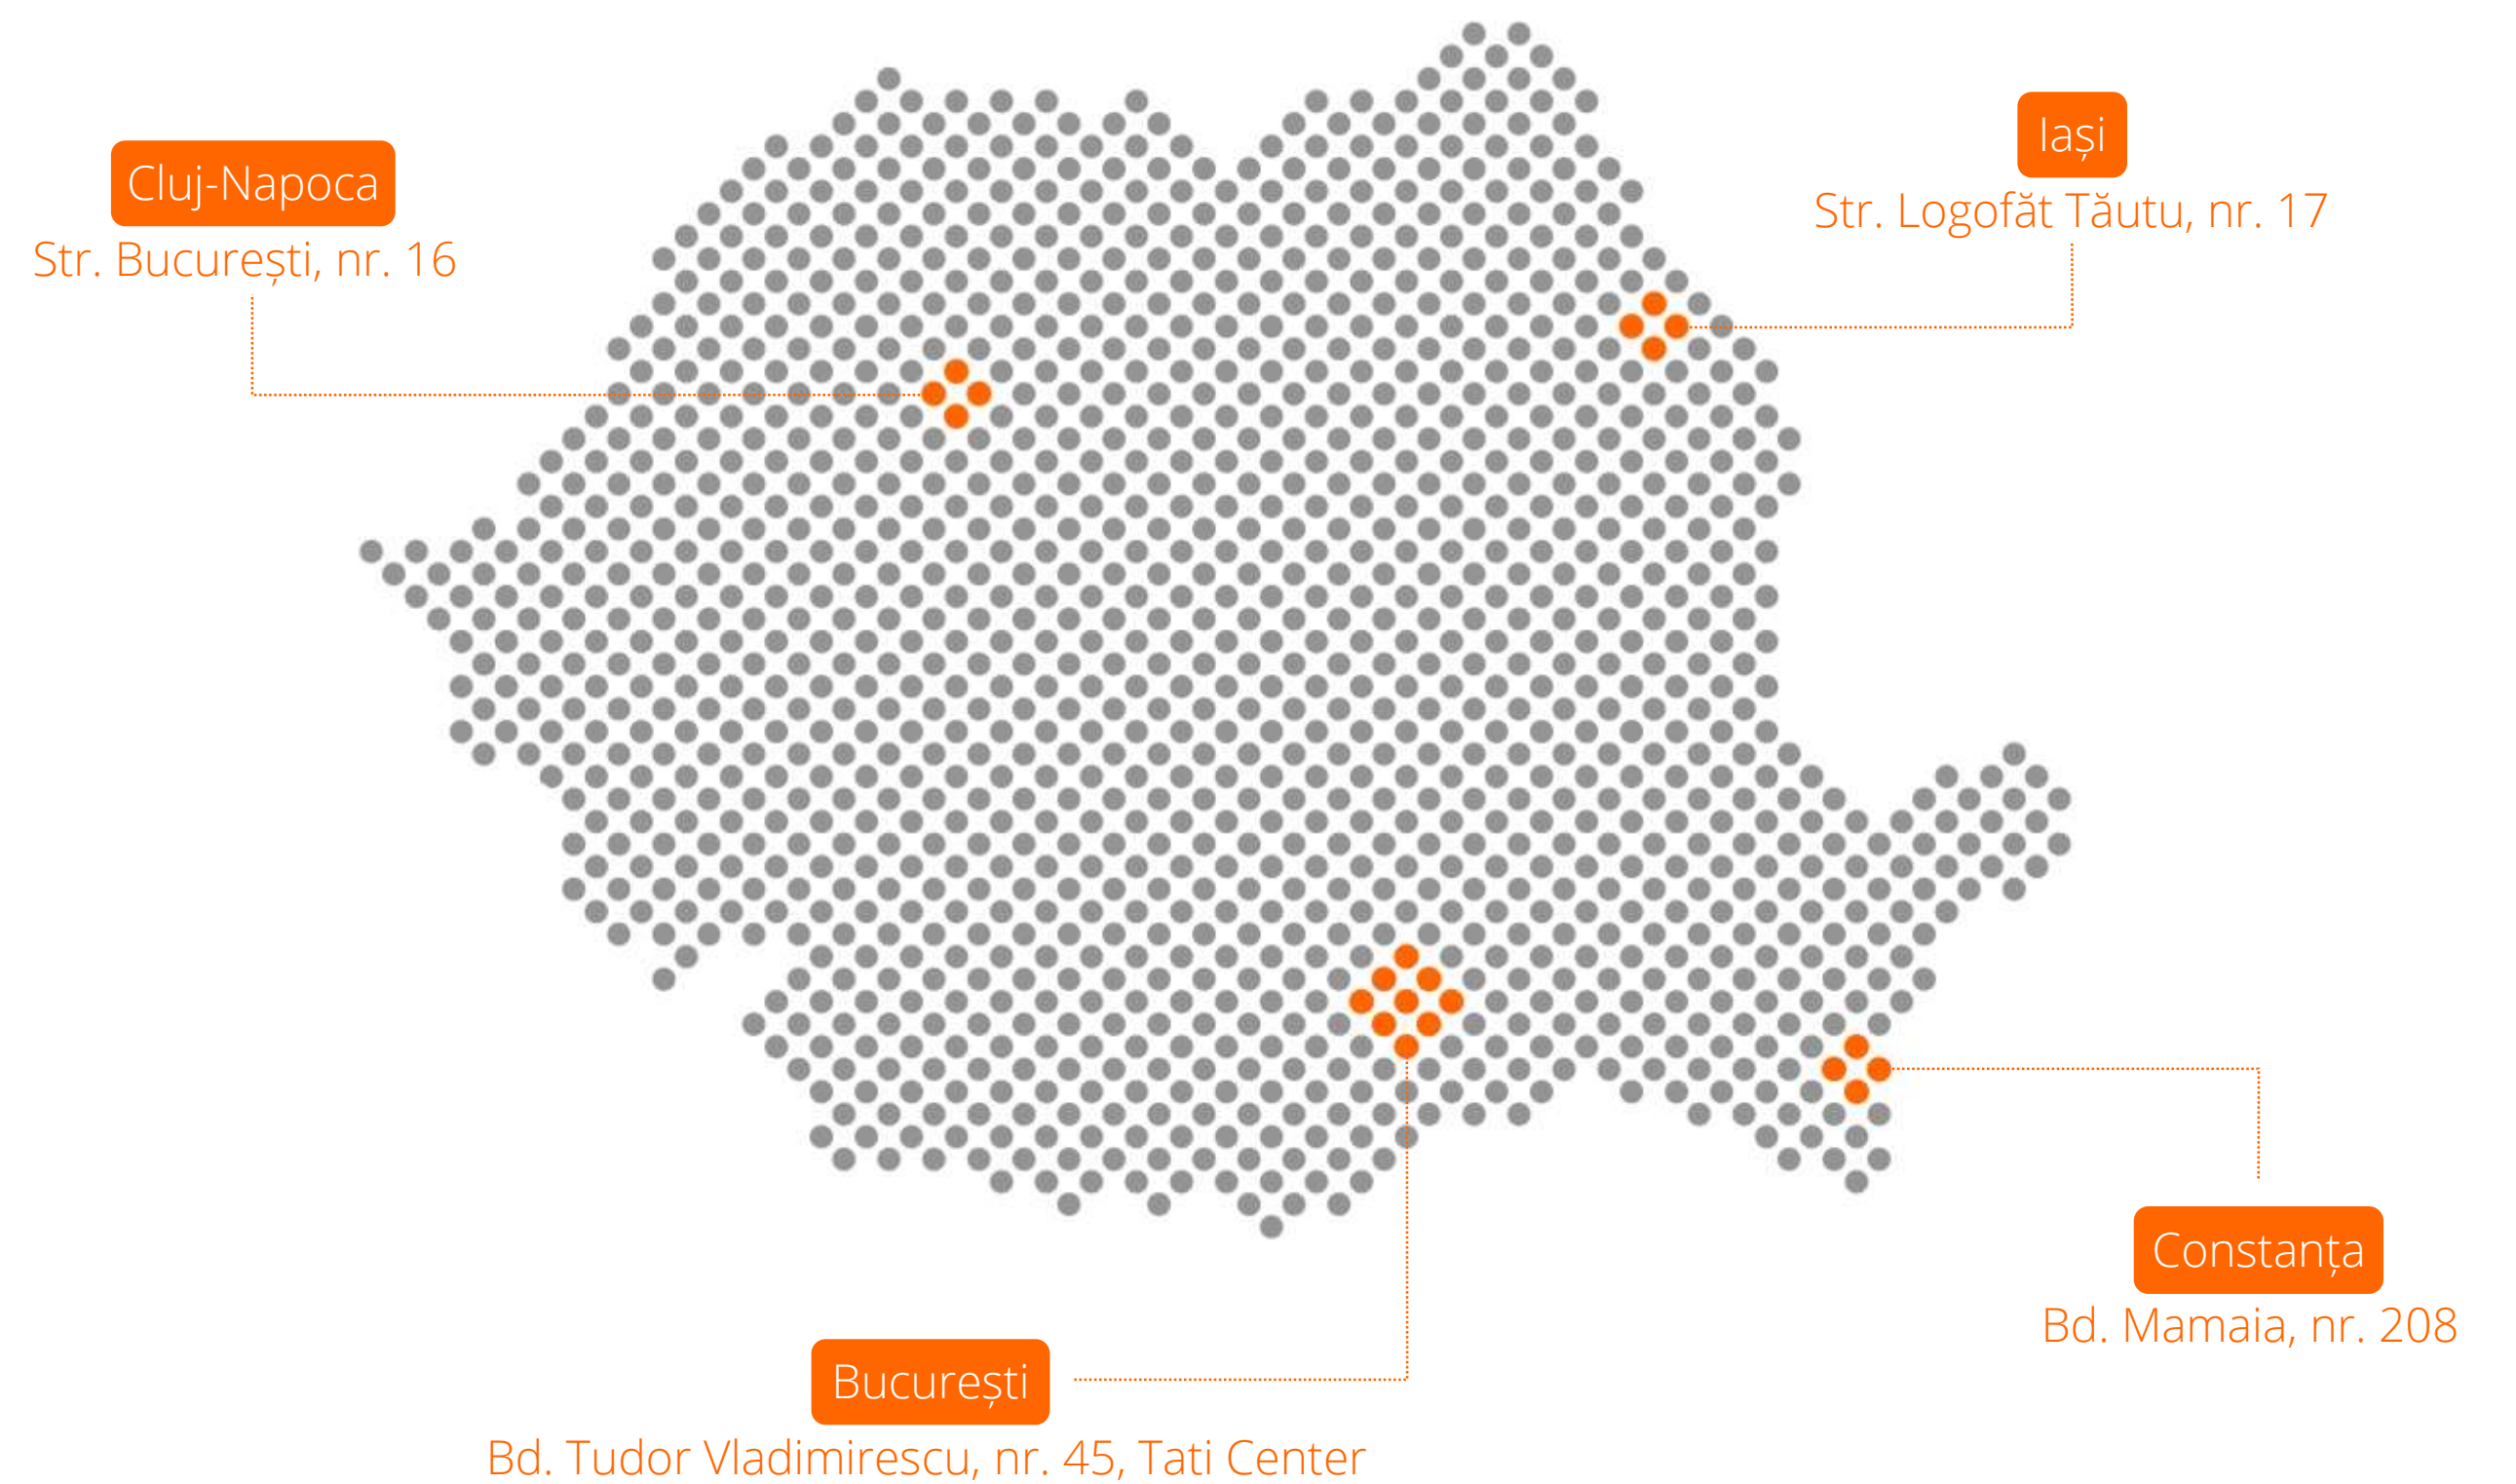 Iași
Str. Logofăt Tăutu, nr. 17
Cluj-Napoca
Str. București, nr. 16
Constanța
Bd. Mamaia, nr. 208
București
Bd. Tudor Vladimirescu, nr. 45, Tati Center